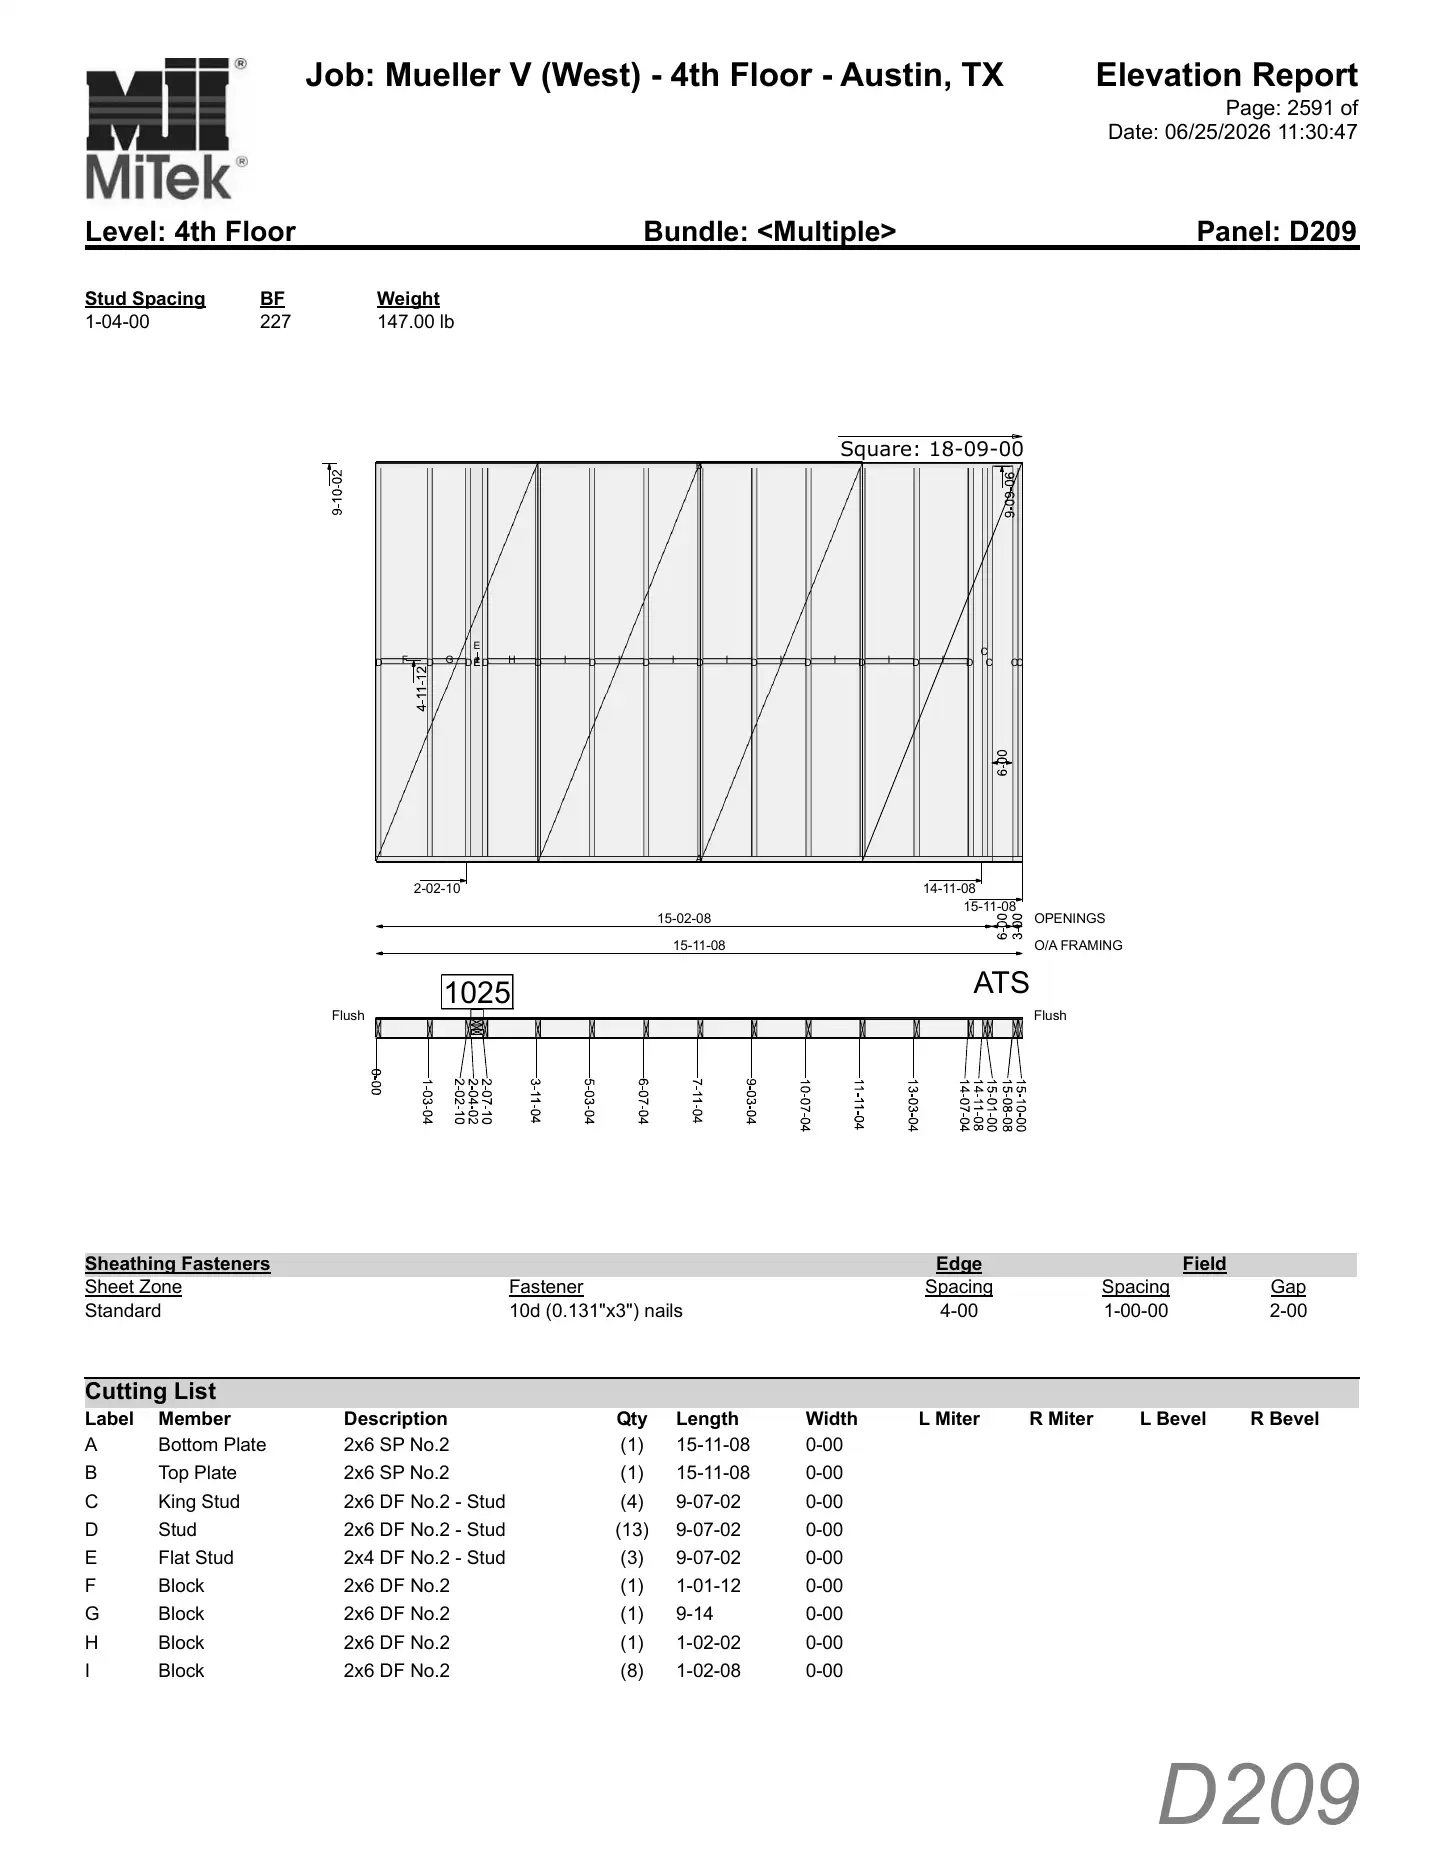 Job: Mueller V (West) - 4th Floor - Austin, TX
Elevation Report
Page: 2591 of
Date: 06/25/2026 11:30:47
MiTek®
Level: 4th Floor Bundle: <Multiple> Panel: D209
Stud Spacing BF Weight
1-04-00 227 147.00 lb
Square: 18-09-00
9-10-02
9-09-06
E
C
F G E H I I I I I I I I
4-11-12
6-00
2-02-10 14-11-08
15-11-08
15-02-08 6-00 3-00 OPENINGS
15-11-08 O/A FRAMING
1025 ATS
Flush Flush
0-00 1-03-04 2-02-10 2-04-02 2-07-10 3-11-04 5-03-04 6-07-04 7-11-04 9-03-04 10-07-04 11-11-04 13-03-04 14-07-04 14-11-08 15-01-00 15-08-08 15-10-00
Sheathing Fasteners Edge Field
Sheet Zone Fastener Spacing Spacing Gap
Standard 10d (0.131"x3") nails 4-00 1-00-00 2-00
Cutting List
Label Member Description Qty Length Width L Miter R Miter L Bevel R Bevel
A Bottom Plate 2x6 SP No.2 (1) 15-11-08 0-00
B Top Plate 2x6 SP No.2 (1) 15-11-08 0-00
C King Stud 2x6 DF No.2 - Stud (4) 9-07-02 0-00
D Stud 2x6 DF No.2 - Stud (13) 9-07-02 0-00
E Flat Stud 2x4 DF No.2 - Stud (3) 9-07-02 0-00
F Block 2x6 DF No.2 (1) 1-01-12 0-00
G Block 2x6 DF No.2 (1) 9-14 0-00
H Block 2x6 DF No.2 (1) 1-02-02 0-00
I Block 2x6 DF No.2 (8) 1-02-08 0-00
D209